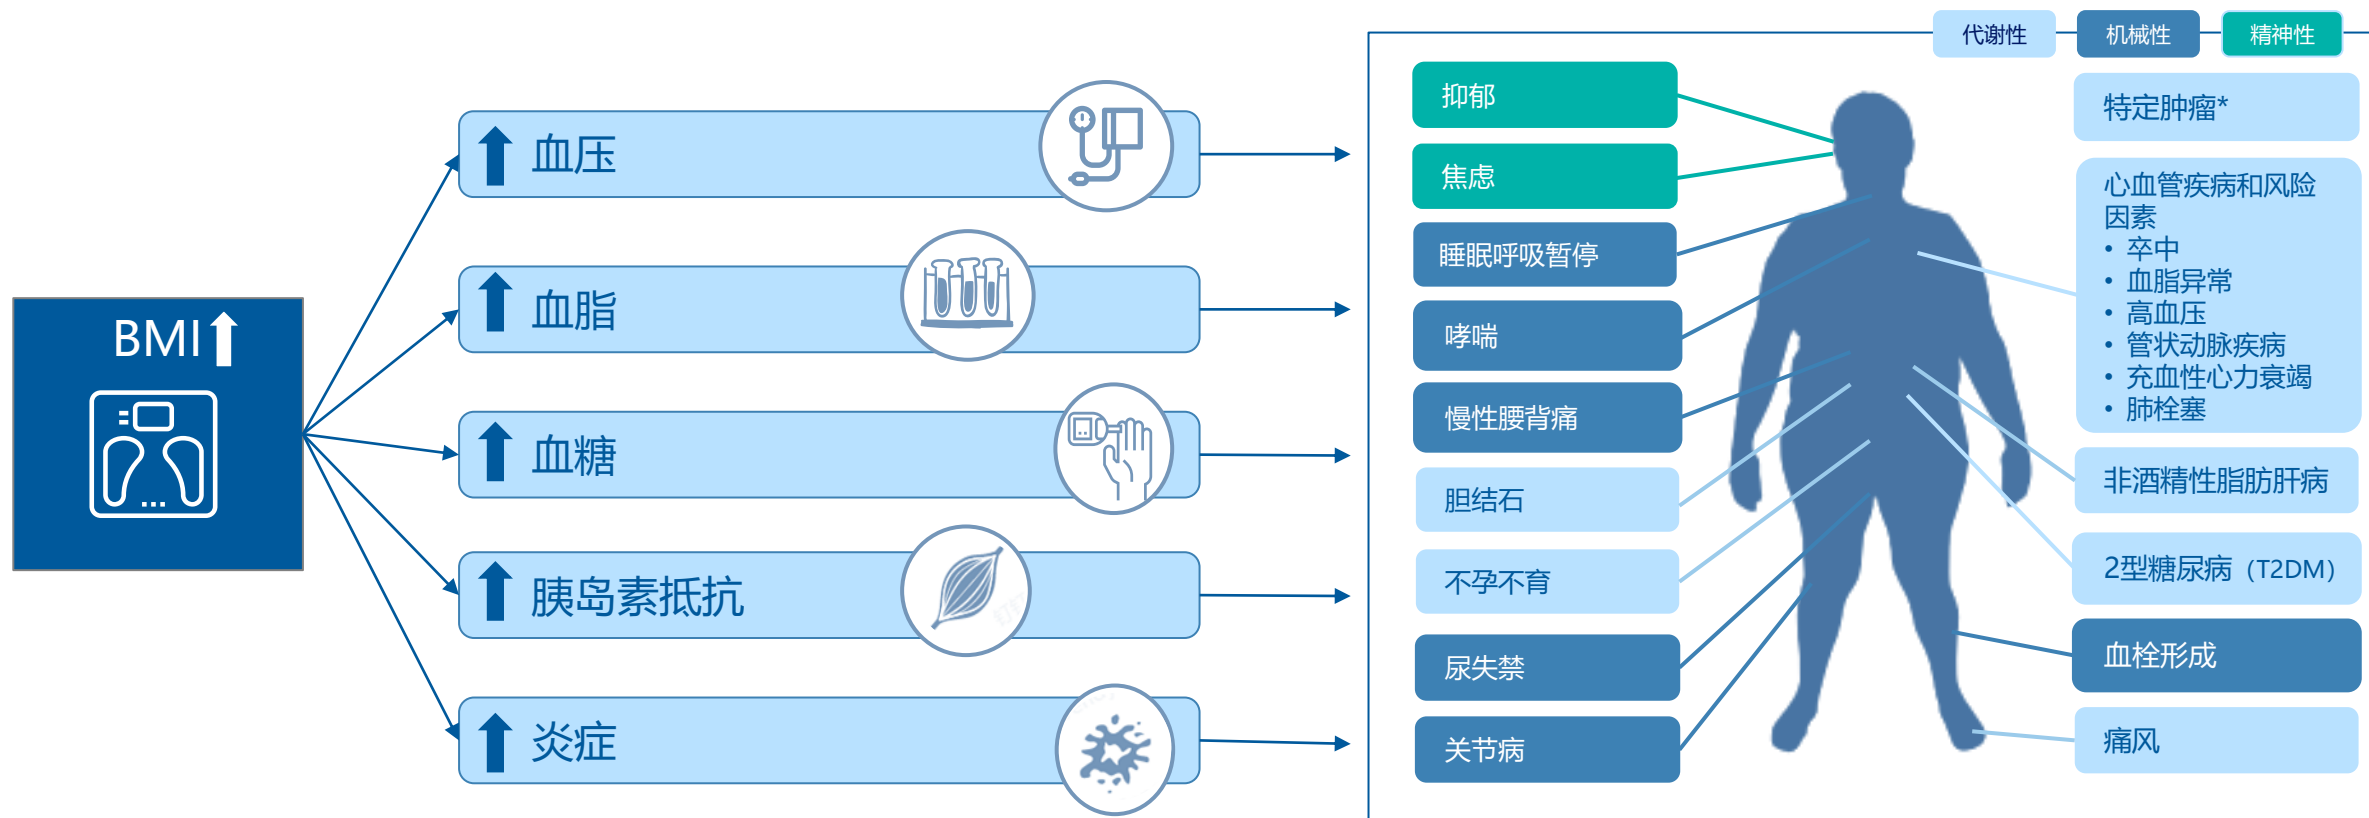 BMI
血压
血脂
血糖
胰岛素抵抗
炎症
代谢性
机械性
精神性
抑郁
焦虑
睡眠呼吸暂停
哮喘
慢性腰背痛
胆结石
不孕不育
尿失禁
关节病
特定肿瘤*
心血管疾病和风险
因素
• 卒中
• 血脂异常
• 高血压
• 管状动脉疾病
• 充血性心力衰竭
• 肺栓塞
非酒精性脂肪肝病
2型糖尿病（T2DM）
血栓形成
痛风